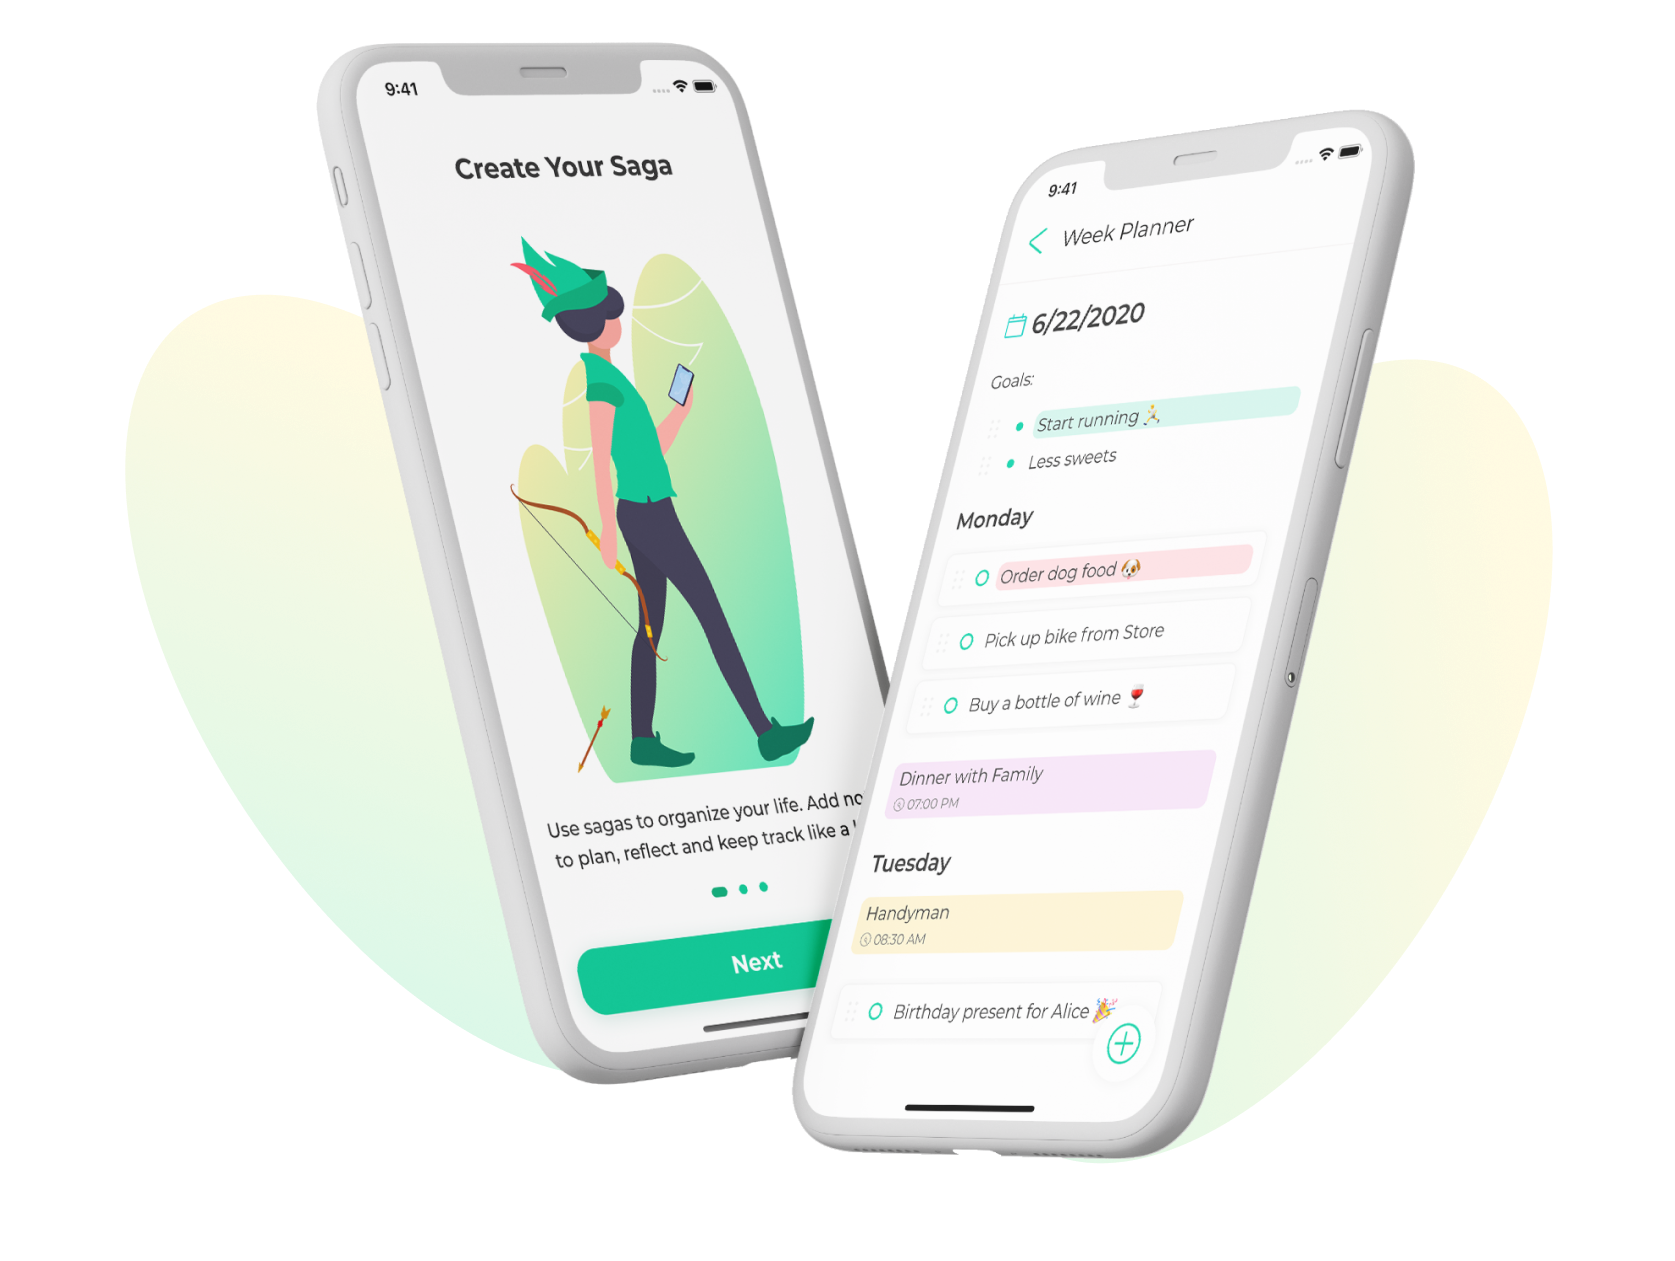 9:41
Create Your Saga
Use sagas to organize your life. Add
to plan, reflect and keep track like a
Next
9:41
Week Planner
6/22/2020
Goals:
Start running
Less sweets
Monday
Order dog food
Pick up bike from Store
Buy a bottle of wine
Dinner with Family
07:00 PM
Tuesday
Handyman
08:30 AM
Birthday present for Alice